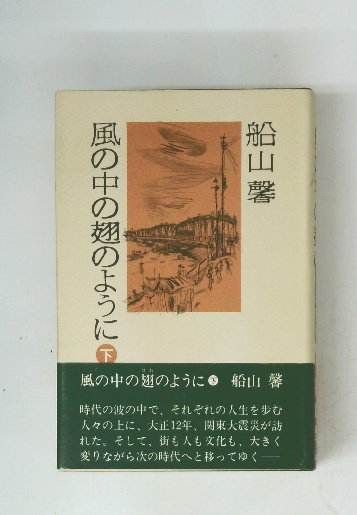 船山馨
風の中の翅のように
下
風の中の翅のように 下 船山 馨
はね
時代の波の中で、それぞれの人生を歩む
人々の上に、大正12年、関東大震災が訪
れた。そして、街も人も文化も、大きく
変りながら次の時代へと移ってゆく──